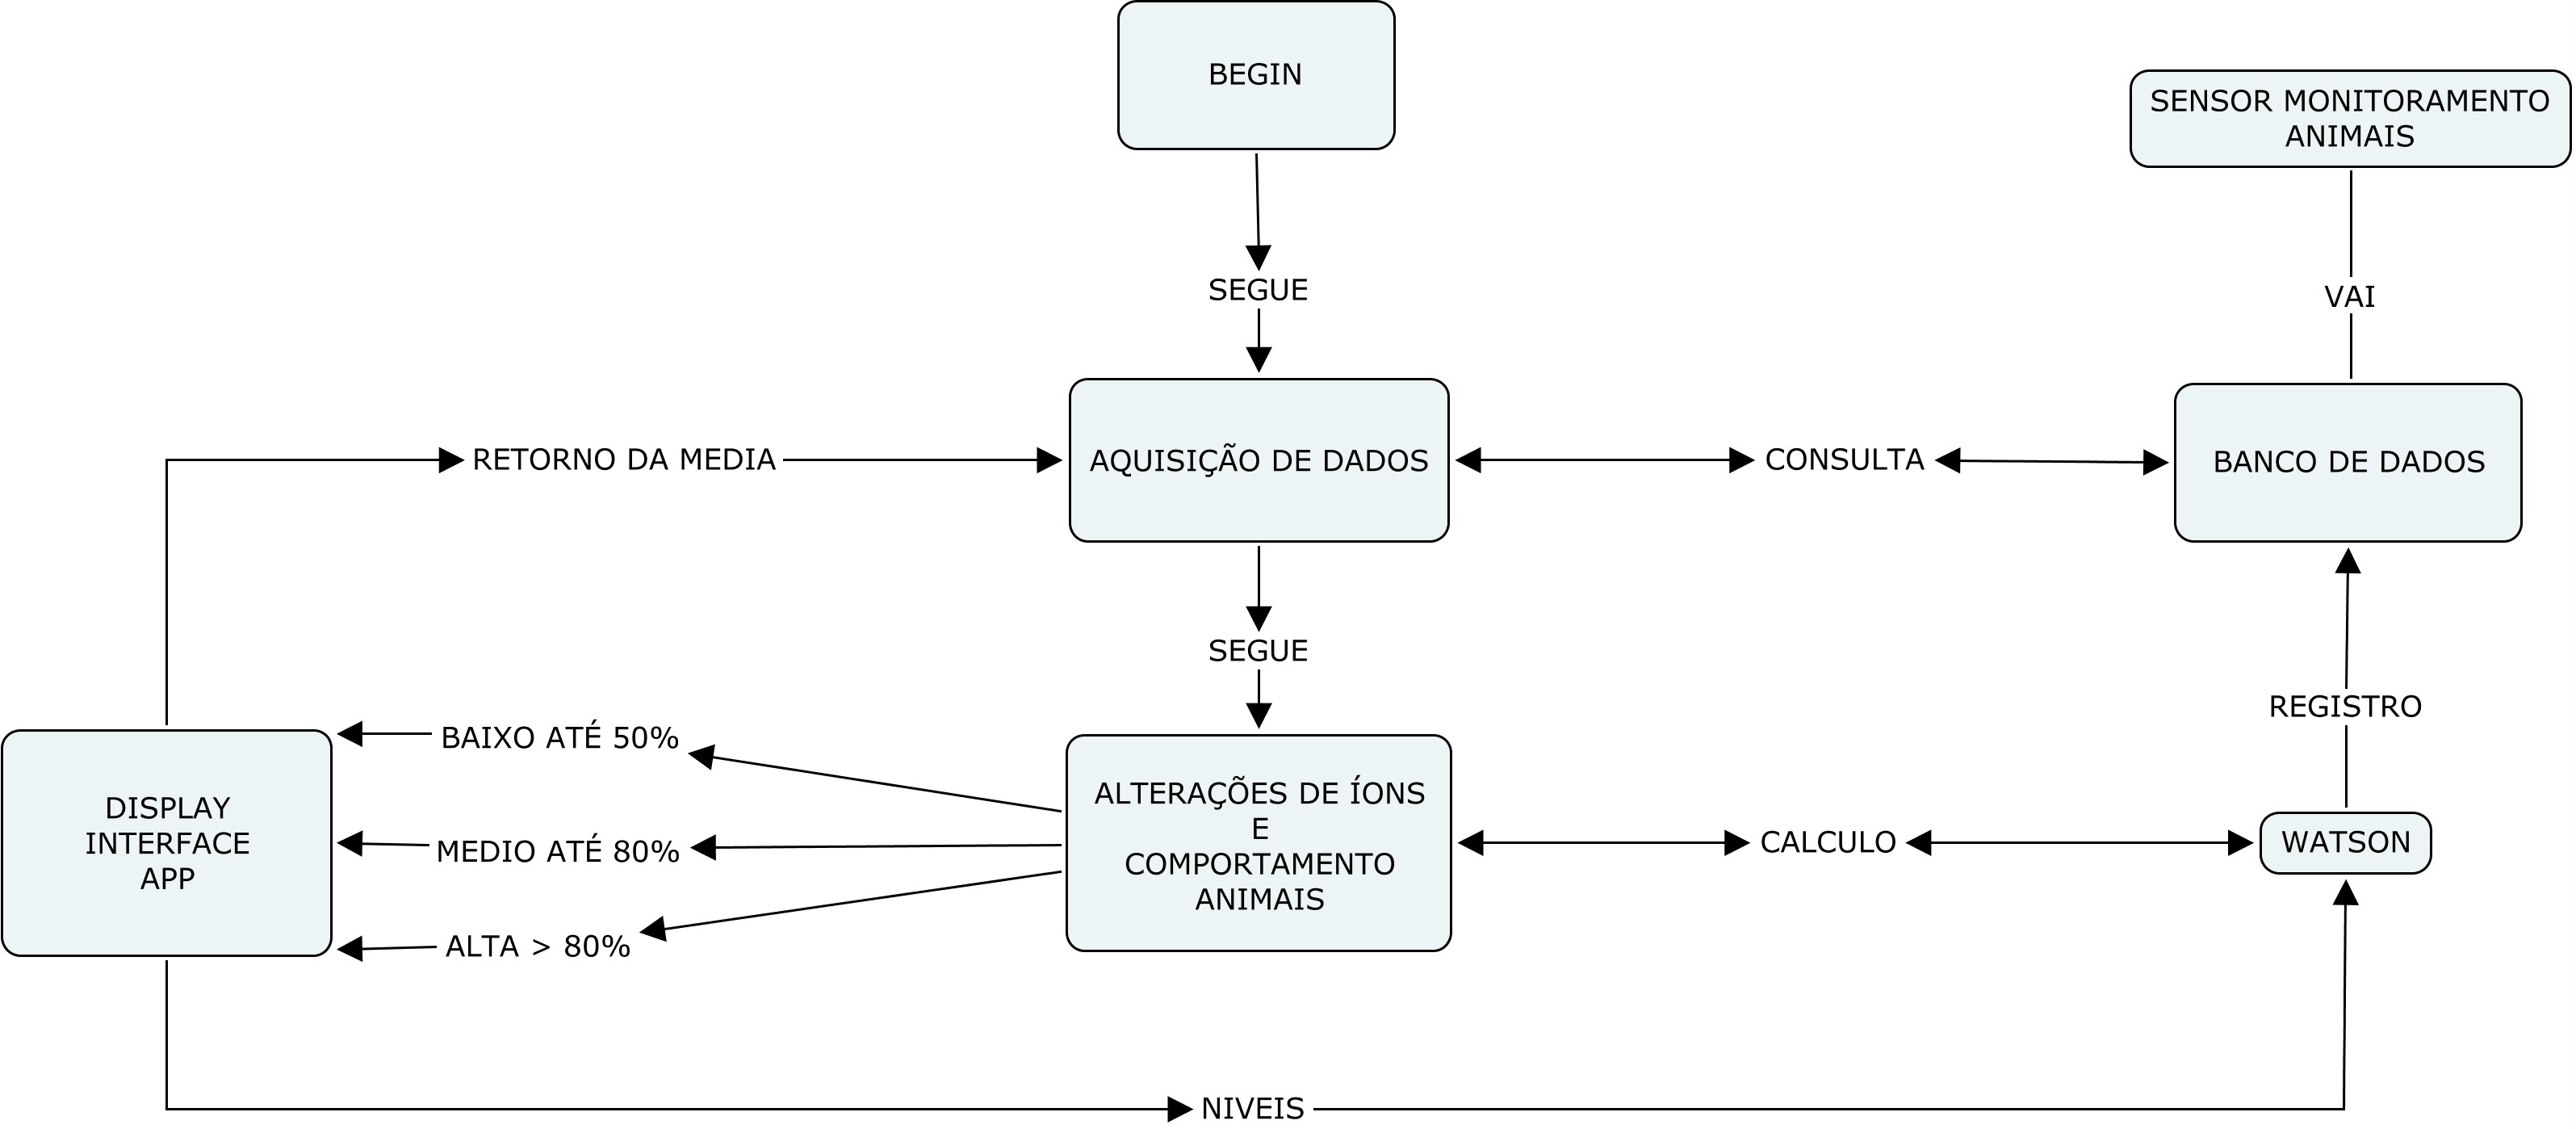 BEGIN
SENSOR MONITORAMENTO
ANIMAIS
SEGUE
VAI
RETORNO DA MEDIA
AQUISIÇÃO DE DADOS
CONSULTA
BANCO DE DADOS
SEGUE
REGISTRO
BAIXO ATÉ 50%
MEDIO ATÉ 80%
ALTA > 80%
DISPLAY
INTERFACE
APP
ALTERAÇÕES DE ÍONS
E
COMPORTAMENTO
ANIMAIS
CALCULO
WATSON
NIVEIS